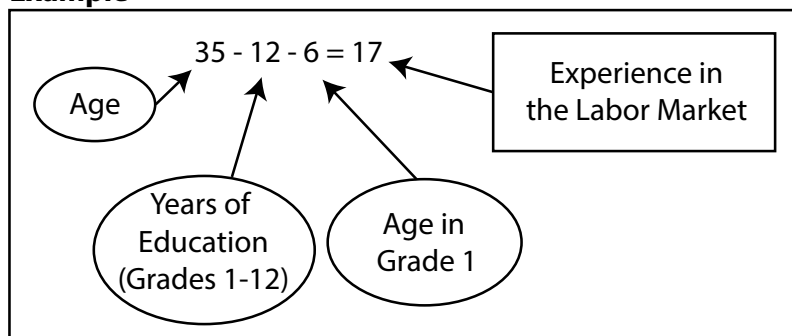 Example
35 - 12 - 6 = 17
Experience in
the Labor Market
Age
Years of
Education
(Grades 1-12)
Age in
Grade 1